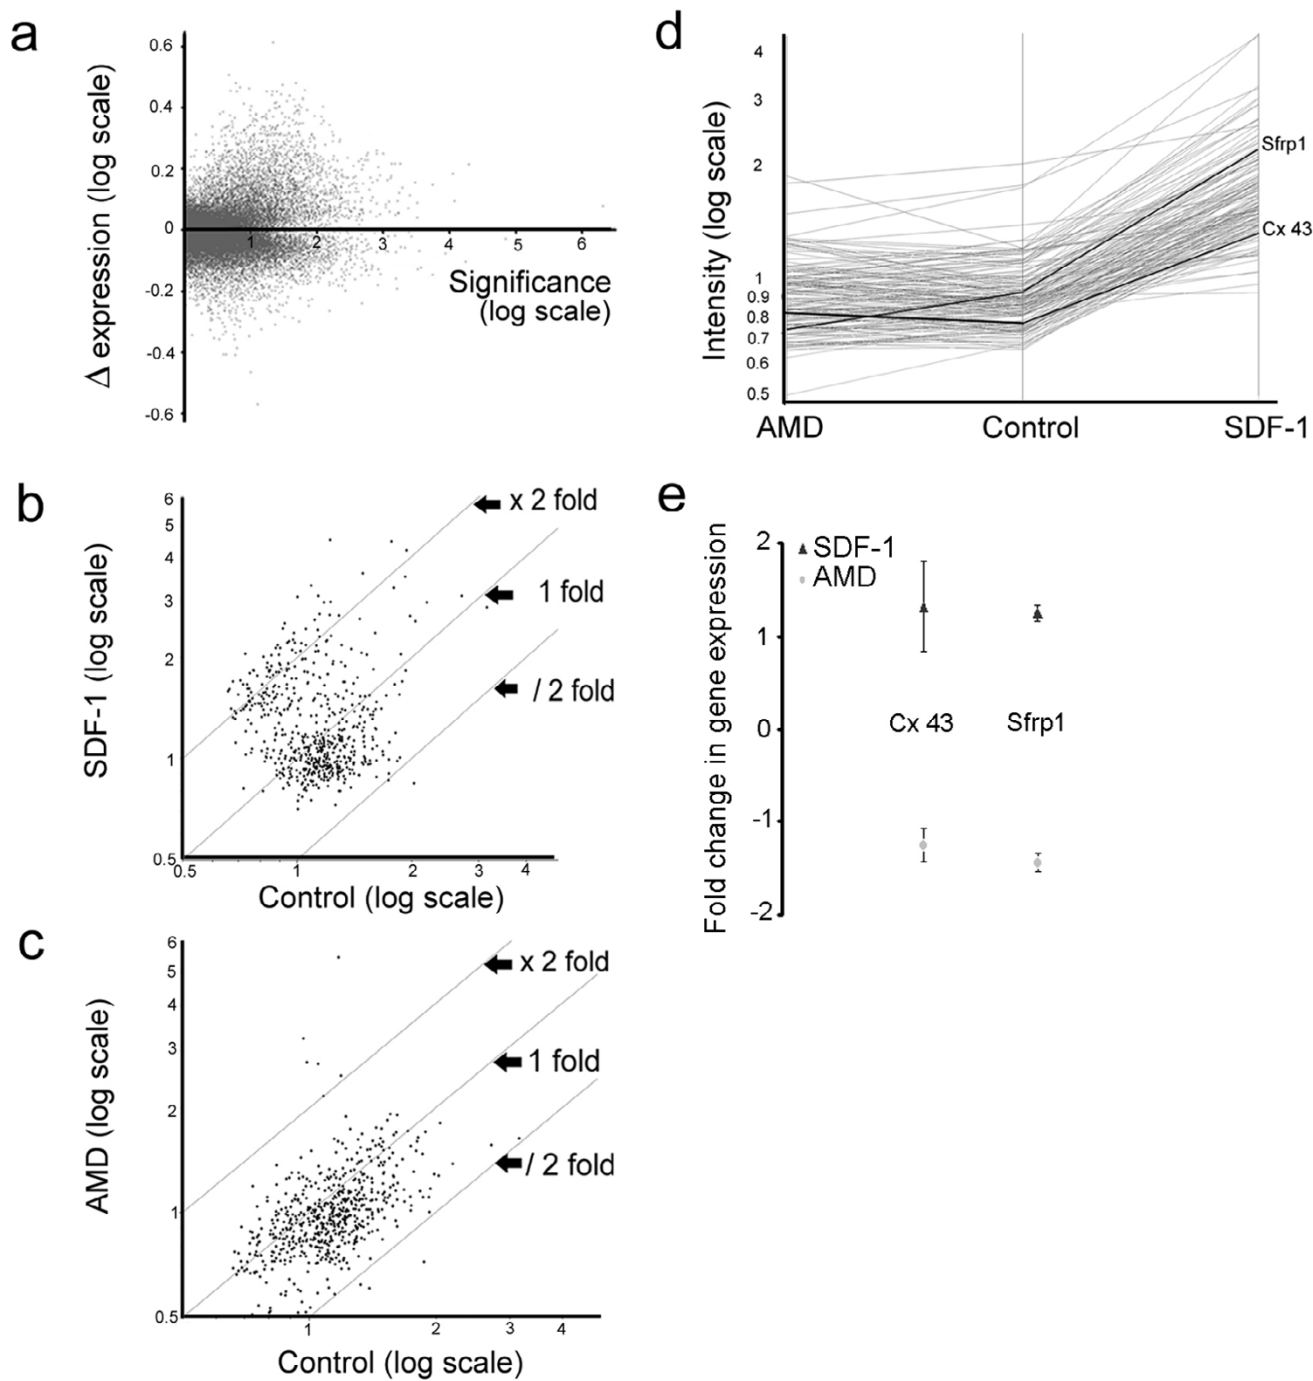 a
Δ expression (log scale)
0.6
0.4
0.2
0
-0.2
-0.4
-0.6
1 2 3 4 5 6
Significance
(log scale)
b
SDF-1 (log scale)
6
5
4
3
2
1
0.5
0.5 1 2 3 4
Control (log scale)
x 2 fold
1 fold
/ 2 fold
c
AMD (log scale)
6
5
4
3
2
1
0.5
1 2 3 4
Control (log scale)
x 2 fold
1 fold
/ 2 fold
d
Intensity (log scale)
4
3
2
1
0.9
0.8
0.7
0.6
0.5
AMD Control SDF-1
Sfrp1
Cx 43
e
Fold change in gene expression
2
1
0
-1
-2
SDF-1
AMD
Cx 43 Sfrp1